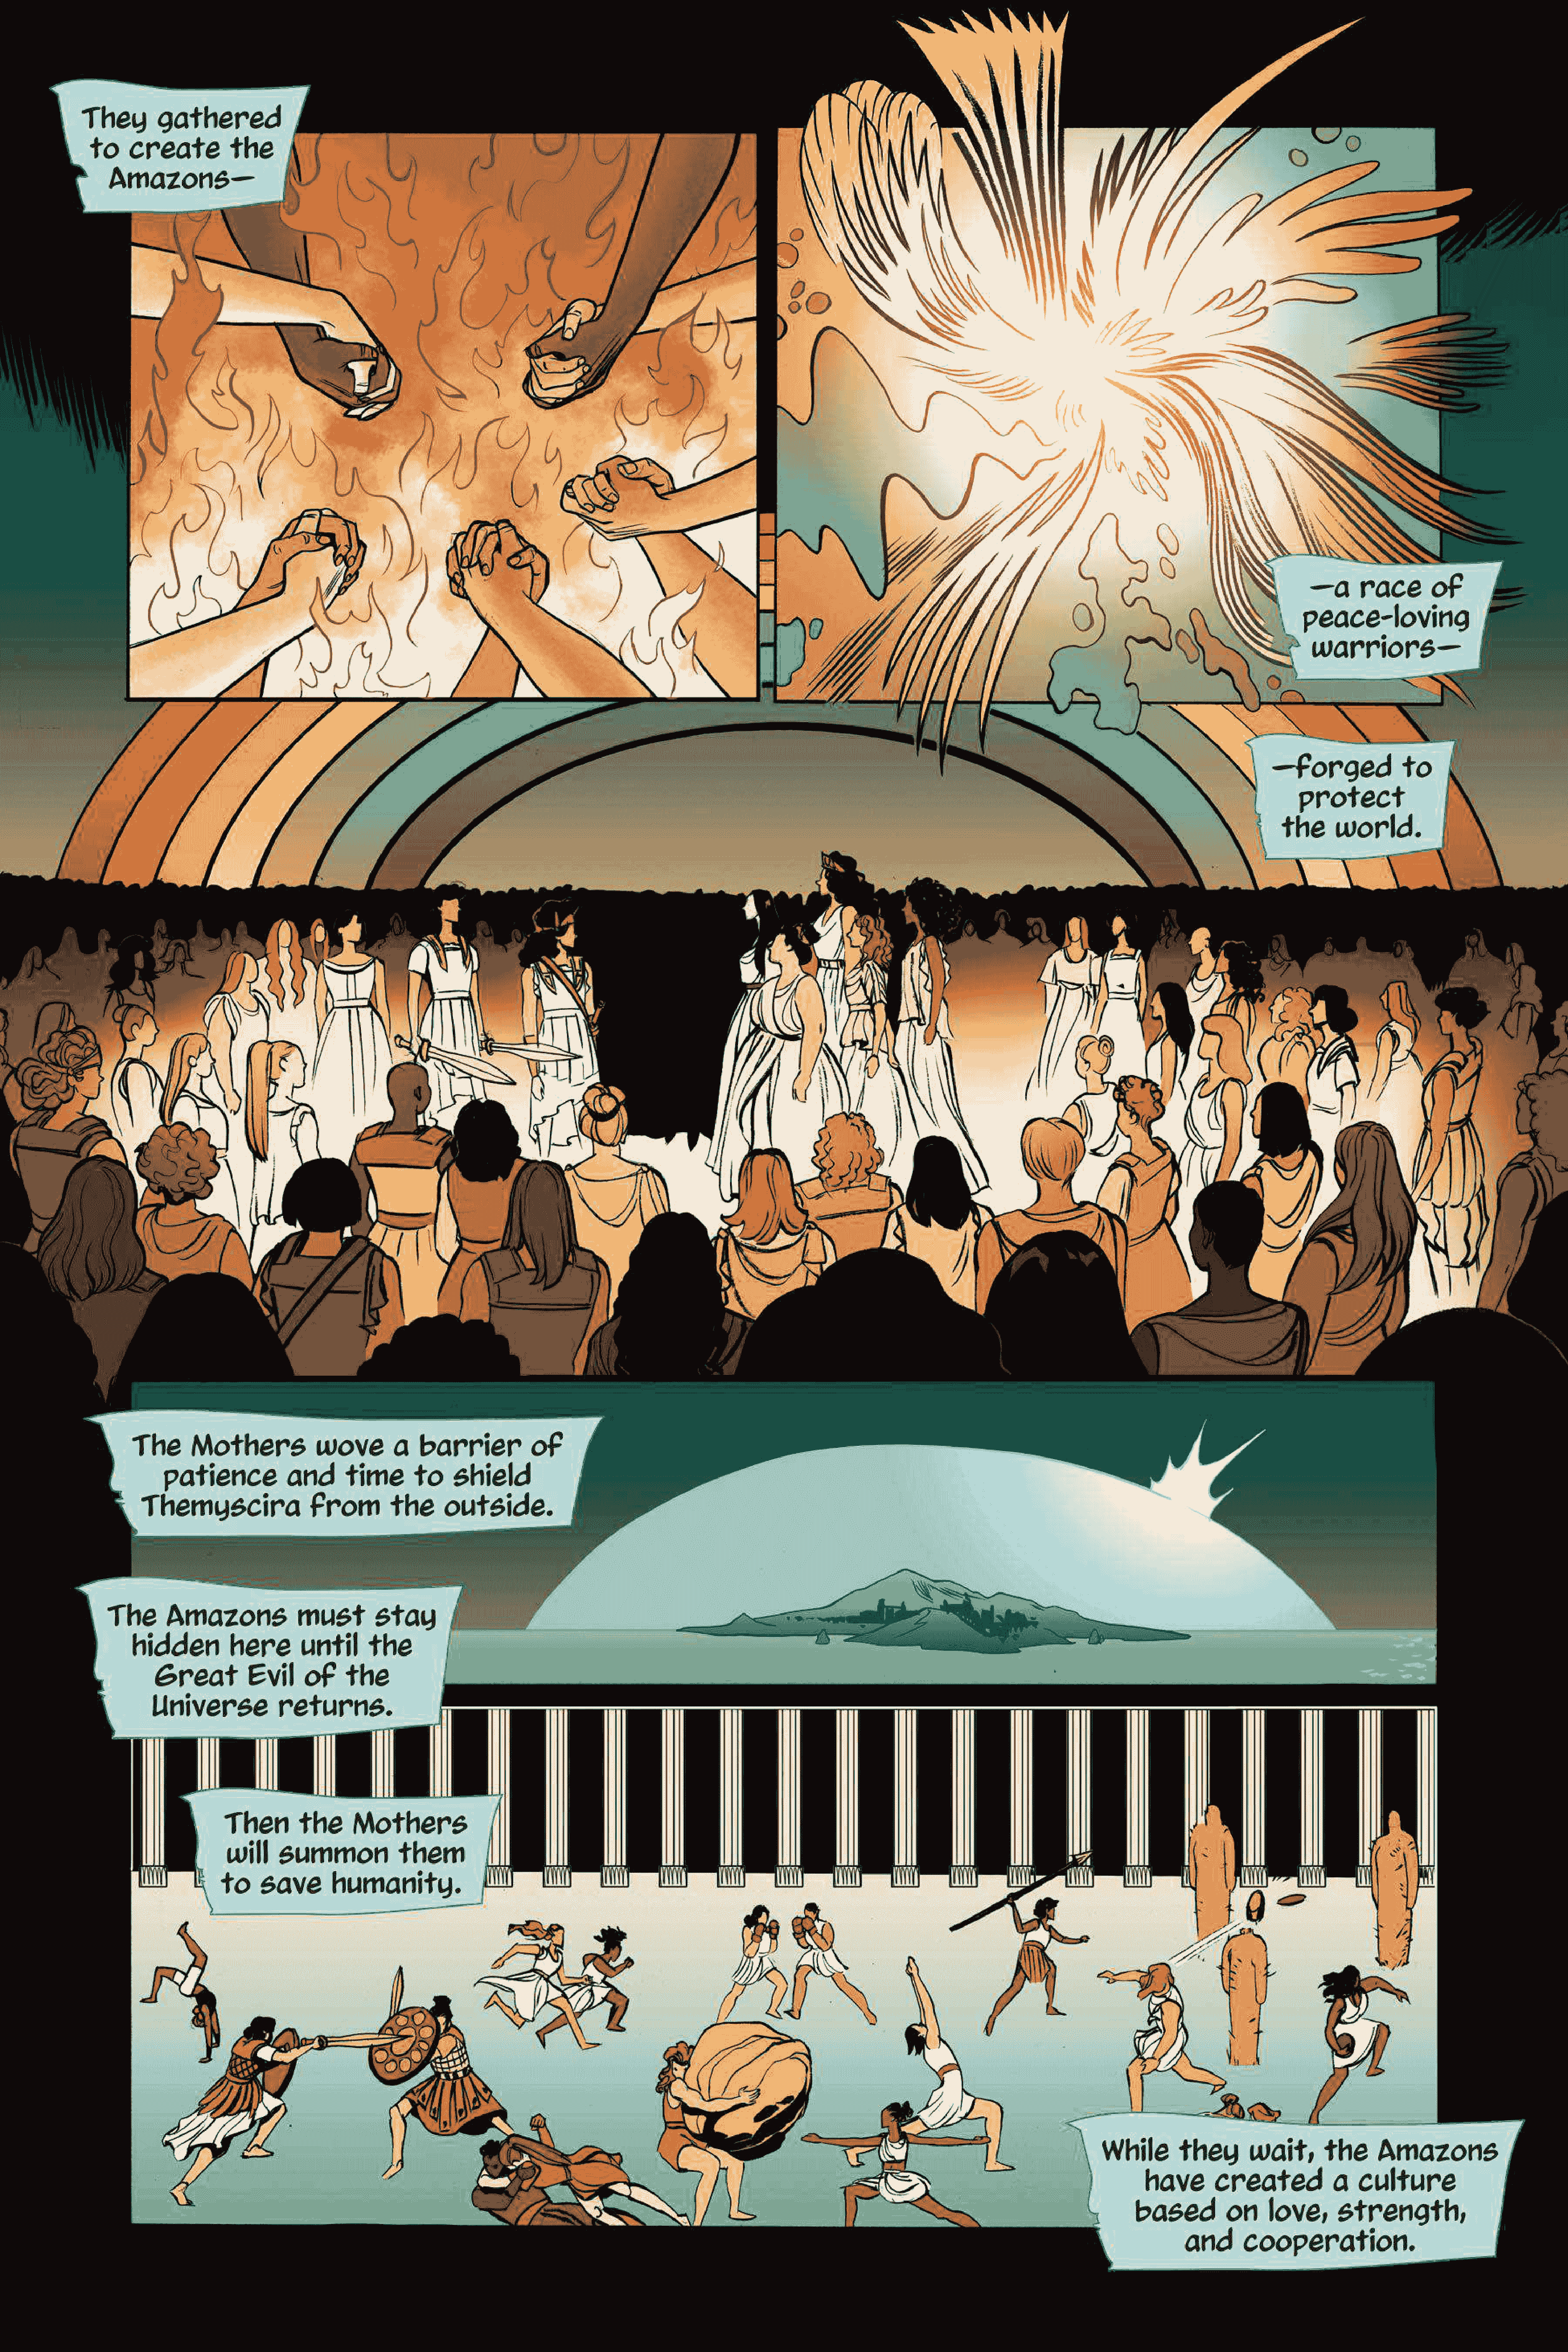 They gathered
to create the
Amazons—
—a race of
peace-loving
warriors—
—forged to
protect
the world.
The Mothers wove a barrier of
patience and time to shield
Themyscira from the outside.
The Amazons must stay
hidden here until the
Great Evil of the
Universe returns.
Then the Mothers
will summon them
to save humanity.
While they wait, the Amazons
have created a culture
based on love, strength,
and cooperation.